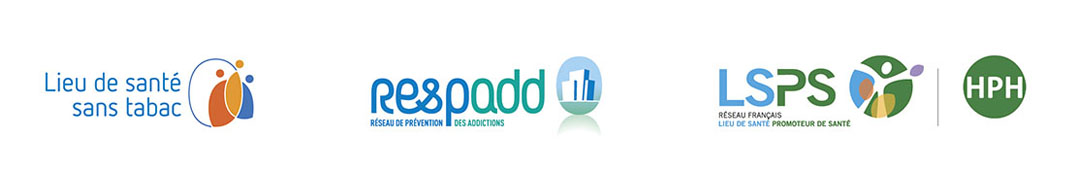 Lieu de santé
sans tabac
respadd
RÉSEAU DE PRÉVENTION DES ADDICTIONS
LSPS
RÉSEAU FRANÇAIS
LIEU DE SANTÉ PROMOTEUR DE SANTÉ
HPH